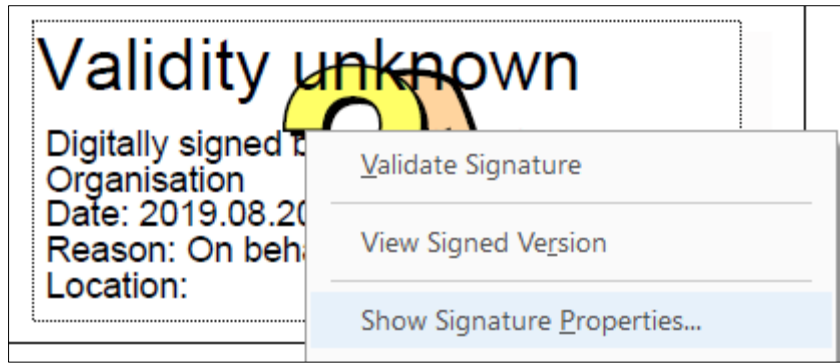 Validity unknown
Digitally signed
Organisation
Date: 2019.08.20
Reason: On
Location:
Validate Signature
View Signed Version
Show Signature Properties...